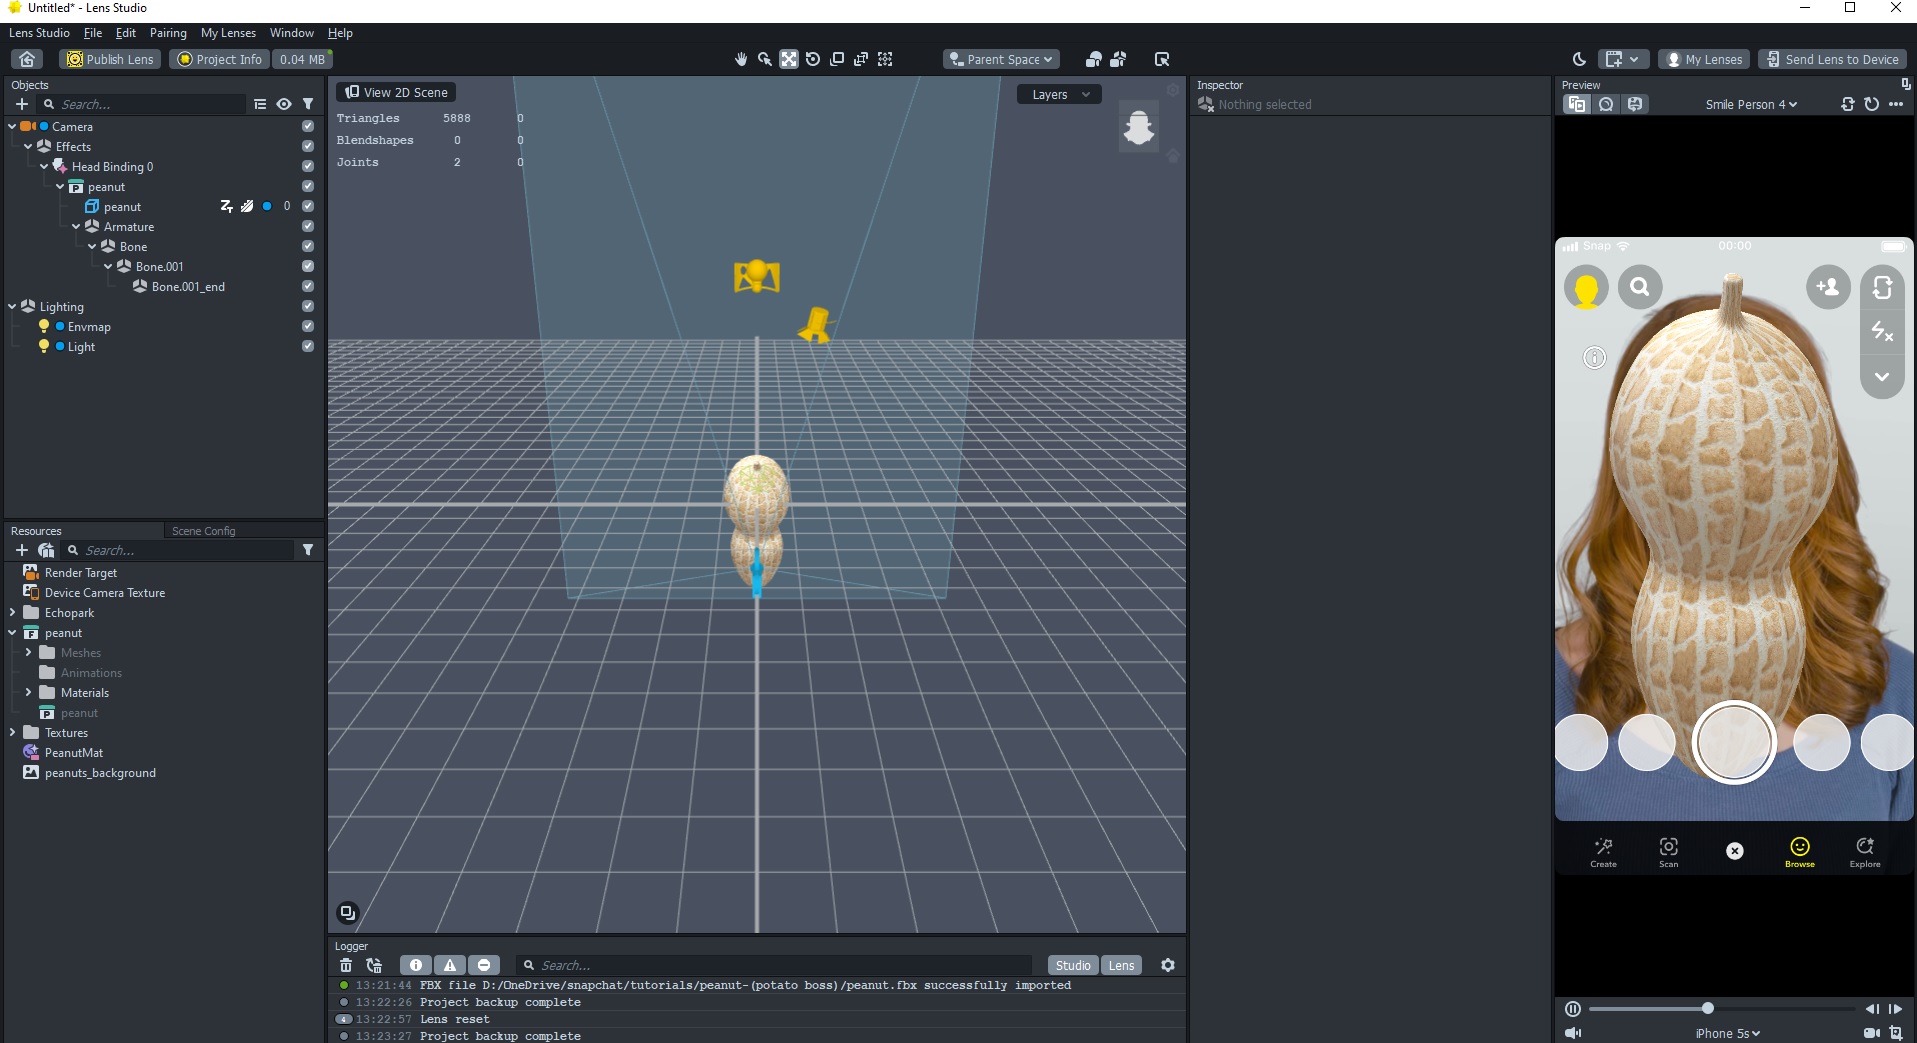 Untitled* - Lens Studio
Lens Studio File Edit Pairing My Lenses Window Help
Publish Lens Project Info 0.04 MB Parent Space My Lenses Send Lens to Device
Objects
Search...
Camera
Effects
Head Binding 0
peanut
peanut 0
Armature
Bone
Bone.001
Bone.001_end
Lighting
Envmap
Light
Resources Scene Config
Search...
Render Target
Device Camera Texture
Echopark
peanut
Meshes
Animations
Materials
peanut
Textures
PeanutMat
peanuts_background
View 2D Scene
Layers
Triangles 5888 0
Blendshapes 0 0
Joints 2 0
Logger
Search...
Studio Lens
13:21:44 FBX file D:/OneDrive/snapchat/tutorials/peanut-(potato boss)/peanut.fbx successfully imported
13:22:26 Project backup complete
4 13:22:57 Lens reset
13:23:27 Project backup complete
Inspector
Nothing selected
Preview
Smile Person 4
Snap 00:00
Create Scan Browse Explore
iPhone 5s